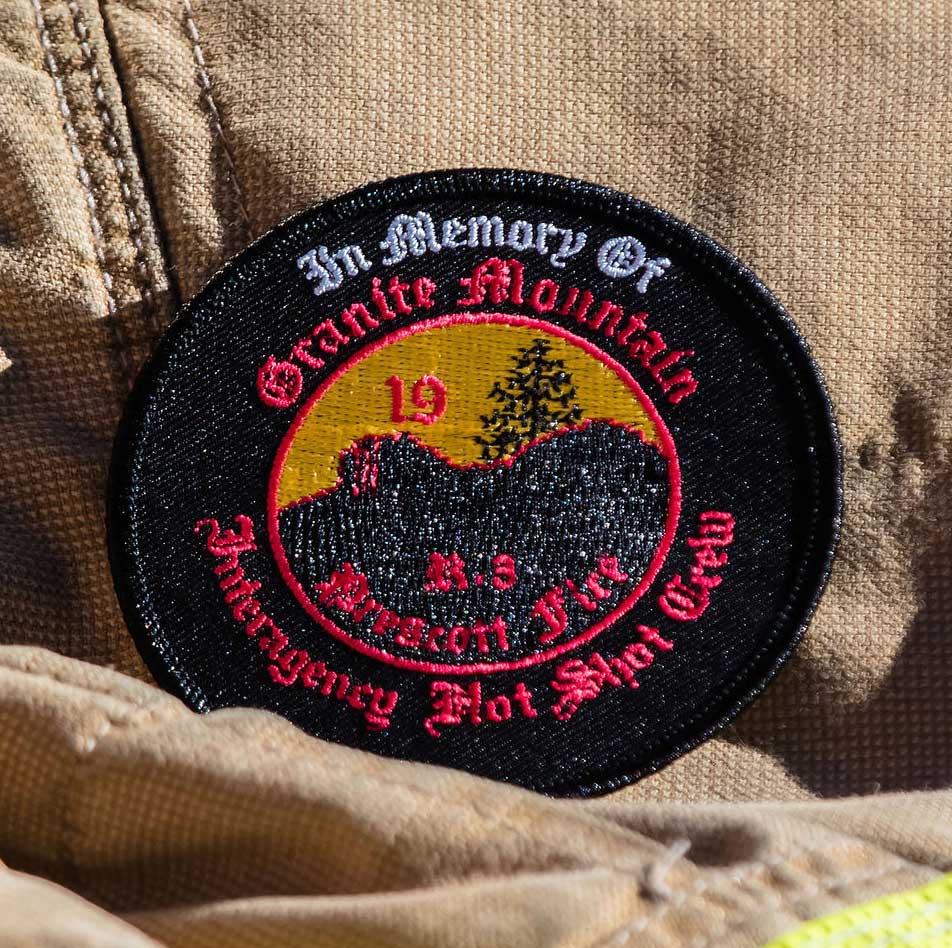 In Memory Of
Granite Mountain
19
R.3
Prescott Fire
Interagency Hot Shot Crew